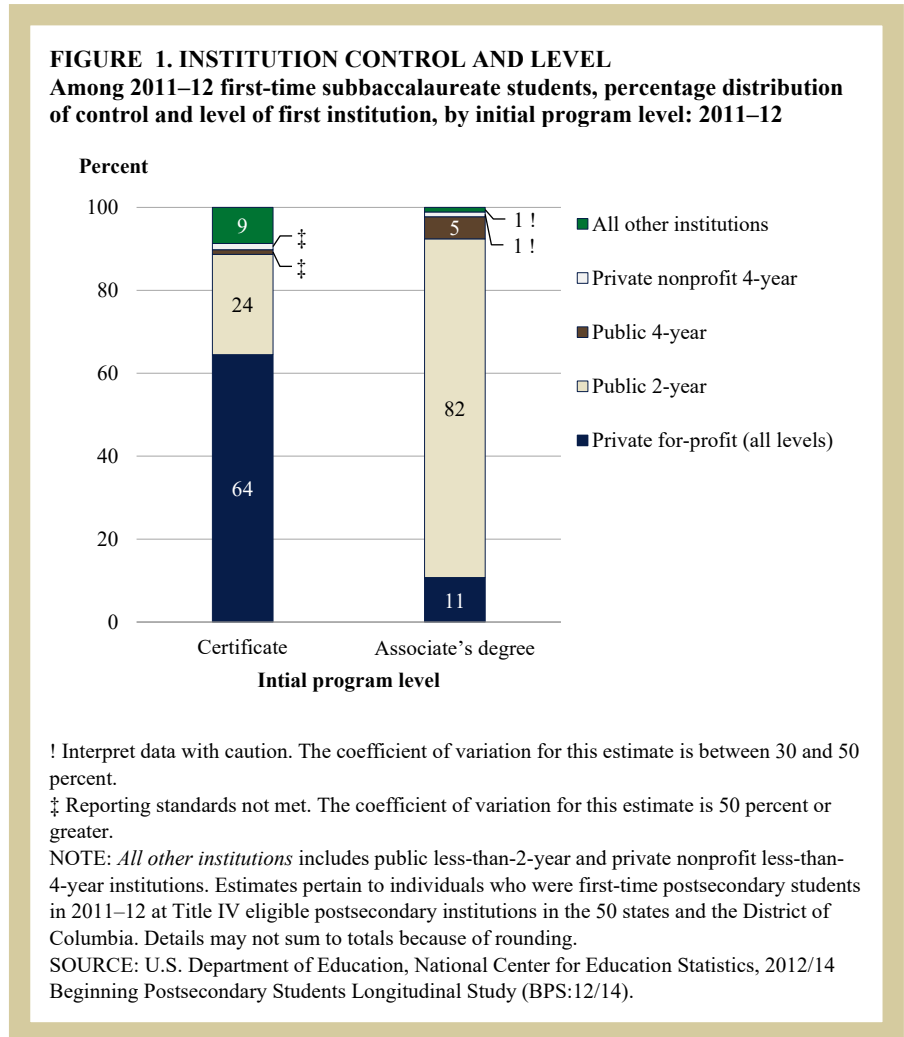 FIGURE 1. INSTITUTION CONTROL AND LEVEL
Among 2011–12 first-time subbaccalaureate students, percentage distribution
of control and level of first institution, by initial program level: 2011–12
Percent
100
80
60
40
20
0
9
‡
‡
24
64
1 !
1 !
5
82
11
Certificate
Associate’s degree
Intial program level
All other institutions
Private nonprofit 4-year
Public 4-year
Public 2-year
Private for-profit (all levels)
! Interpret data with caution. The coefficient of variation for this estimate is between 30 and 50
percent.
‡ Reporting standards not met. The coefficient of variation for this estimate is 50 percent or
greater.
NOTE: All other institutions includes public less-than-2-year and private nonprofit less-than-
4-year institutions. Estimates pertain to individuals who were first-time postsecondary students
in 2011–12 at Title IV eligible postsecondary institutions in the 50 states and the District of
Columbia. Details may not sum to totals because of rounding.
SOURCE: U.S. Department of Education, National Center for Education Statistics, 2012/14
Beginning Postsecondary Students Longitudinal Study (BPS:12/14).